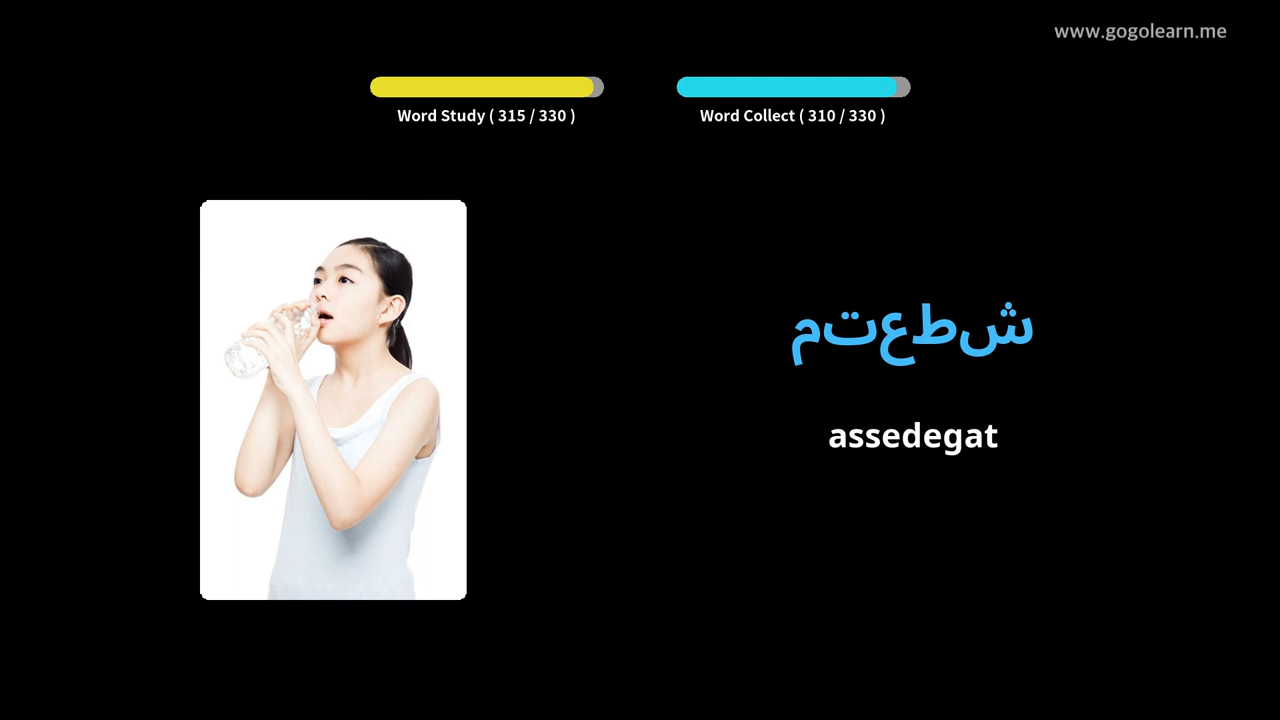 www.gogolearn.me
Word Study ( 315 / 330 )
Word Collect ( 310 / 330 )
شطعتم
assedegat